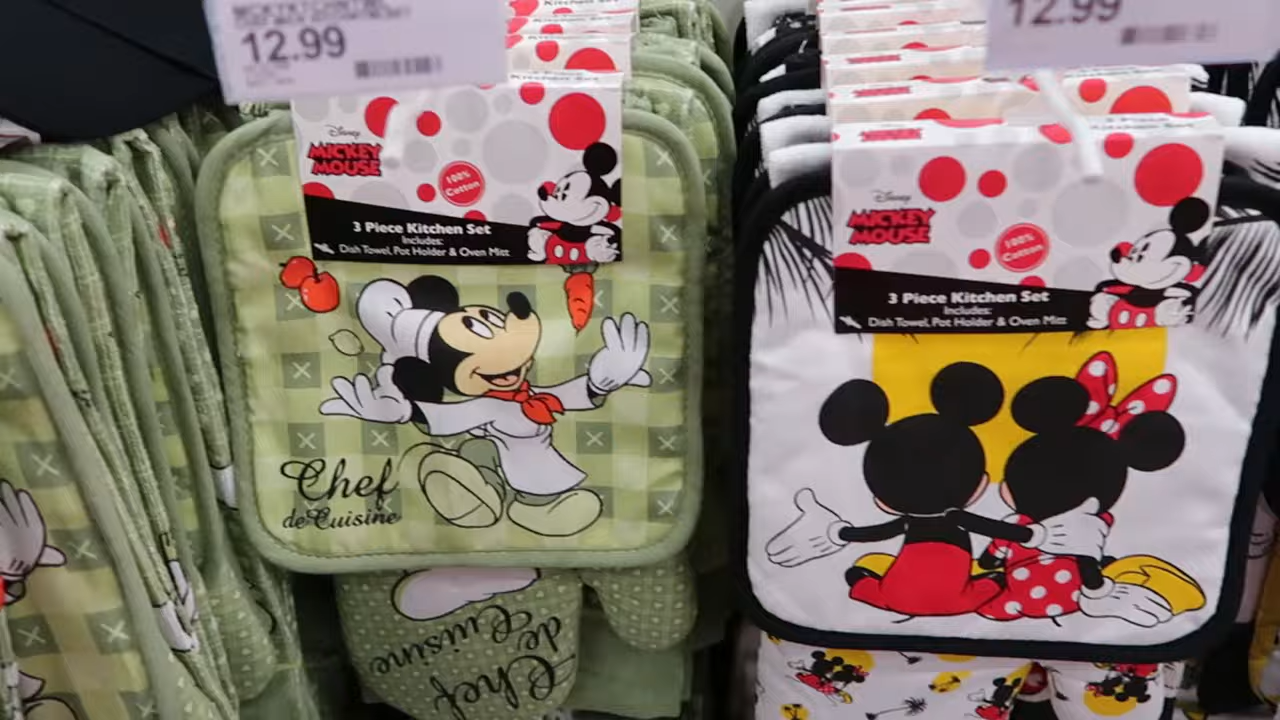 12.99
12.99
Kitchen Set
Disney
MICKEY
MOUSE
100%
Cotton
3 Piece Kitchen Set
Includes:
Dish Towel, Pot Holder & Oven Mitt
Chef
de Cuisine
Chef
de Cuisine
Disney
MICKEY
MOUSE
100%
Cotton
3 Piece Kitchen Set
Includes:
Dish Towel, Pot Holder & Oven Mitt